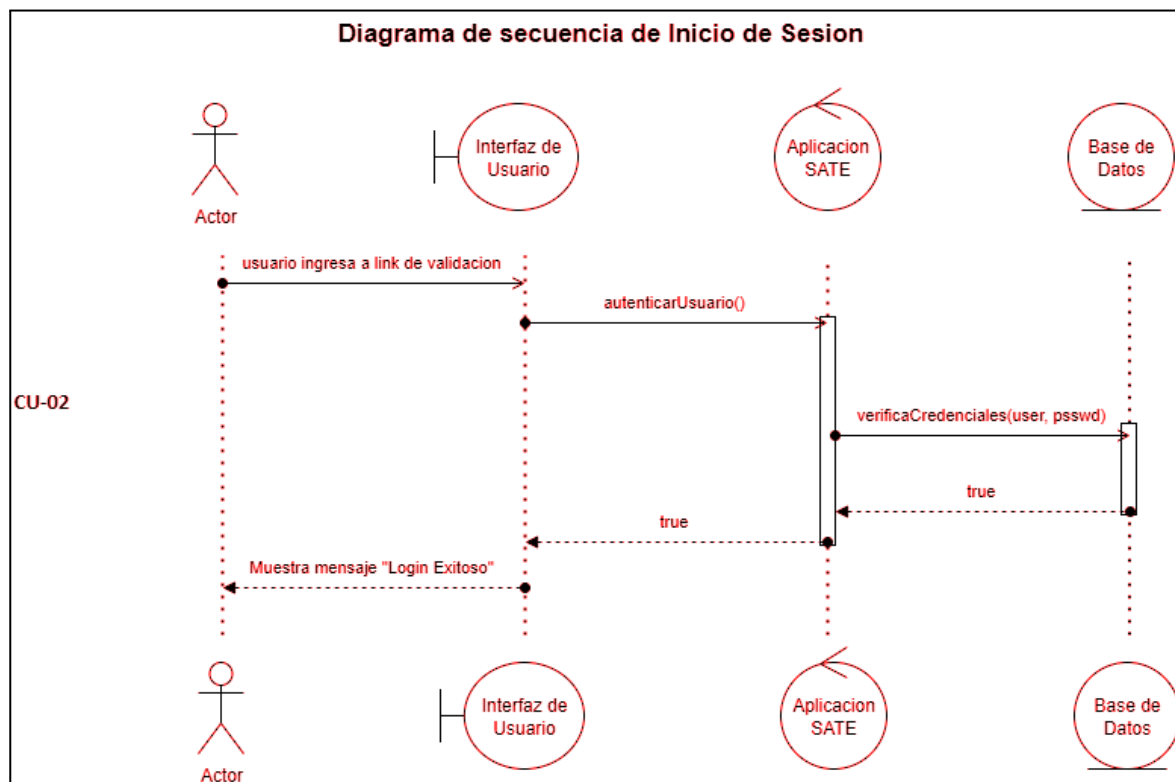 Diagrama de secuencia de Inicio de Sesion
Interfaz de
Usuario
Aplicacion
SATE
Base de
Datos
Actor
usuario ingresa a link de validacion
autenticarUsuario()
CU-02
verificaCredenciales(user, psswd)
true
true
Muestra mensaje "Login Exitoso"
Interfaz de
Usuario
Aplicacion
SATE
Base de
Datos
Actor